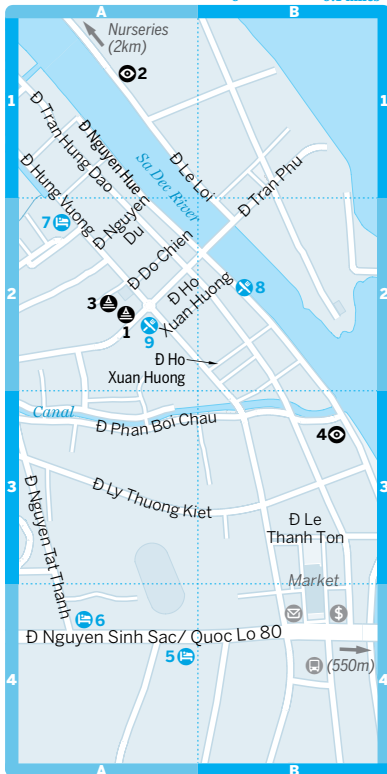 A
B
Nurseries
(2km)
2
1
1
Đ Tran Hung Dao
Đ Nguyen Hue
Sa Dec River
Đ Le Loi
Đ Tran Phu
Đ Hung Vuong
7
Đ Nguyen
Du
Đ Do Chien
2
2
3
1
9
Đ Ho
Xuan Huong
8
Đ Ho
Xuan Huong
Canal
Đ Phan Boi Chau
4
3
3
Đ Ly Thuong Kiet
Đ Nguyen Tat Thanh
Đ Le
Thanh Ton
Market
6
$
Đ Nguyen Sinh Sac/ Quoc Lo 80
5
(550m)
4
4
A
B